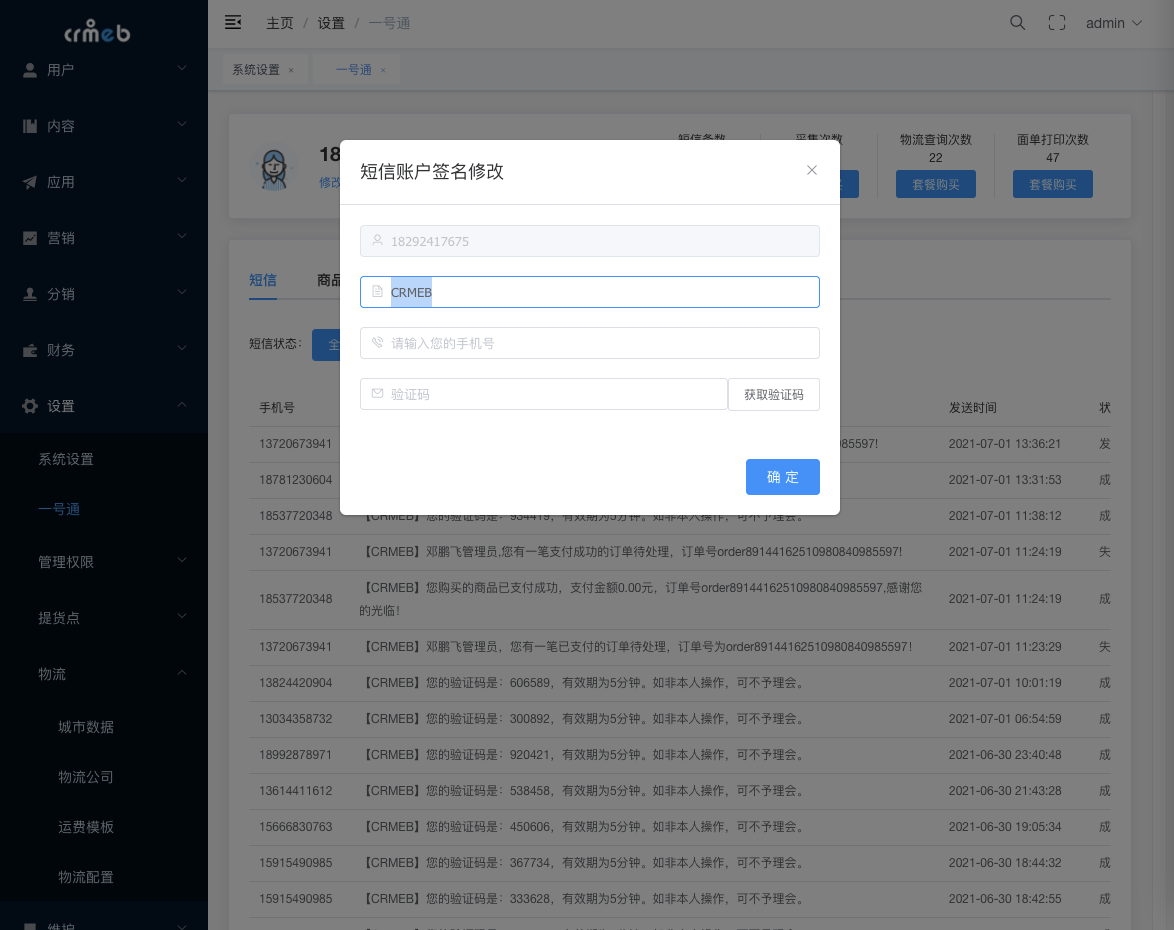 crmeb
用户
内容
应用
营销
分销
财务
设置
系统设置
一号通
管理权限
提货点
物流
城市数据
物流公司
运费模板
物流配置
维护
主页 / 设置 / 一号通
admin
系统设置 ×
一号通 ×
18
修改
短信条数
采集次数
物流查询次数
22
套餐购买
面单打印次数
47
套餐购买
短信账户签名修改
18292417675
CRMEB
请输入您的手机号
验证码
获取验证码
确 定
短信
商品
短信状态：
全
手机号 发送时间 状
13720673941 985597! 2021-07-01 13:36:21 发
18781230604 2021-07-01 13:31:53 成
18537720348 【CRMEB】您的验证码是：934419，有效期为5分钟。如非本人操作，可不予理会。 2021-07-01 11:38:12 成
13720673941 【CRMEB】邓鹏飞管理员,您有一笔支付成功的订单待处理，订单号order89144162510980840985597! 2021-07-01 11:24:19 失
18537720348 【CRMEB】您购买的商品已支付成功，支付金额0.00元，订单号order89144162510980840985597,感谢您的光临！ 2021-07-01 11:24:19 成
13720673941 【CRMEB】邓鹏飞管理员，您有一笔已支付的订单待处理，订单号为order89144162510980840985597！ 2021-07-01 11:23:29 失
13824420904 【CRMEB】您的验证码是：606589，有效期为5分钟。如非本人操作，可不予理会。 2021-07-01 10:01:19 成
13034358732 【CRMEB】您的验证码是：300892，有效期为5分钟。如非本人操作，可不予理会。 2021-07-01 06:54:59 成
18992878971 【CRMEB】您的验证码是：920421，有效期为5分钟。如非本人操作，可不予理会。 2021-06-30 23:40:48 成
13614411612 【CRMEB】您的验证码是：538458，有效期为5分钟。如非本人操作，可不予理会。 2021-06-30 21:43:28 成
15666830763 【CRMEB】您的验证码是：450606，有效期为5分钟。如非本人操作，可不予理会。 2021-06-30 19:05:34 成
15915490985 【CRMEB】您的验证码是：367734，有效期为5分钟。如非本人操作，可不予理会。 2021-06-30 18:44:32 成
15915490985 【CRMEB】您的验证码是：333628，有效期为5分钟。如非本人操作，可不予理会。 2021-06-30 18:42:55 成